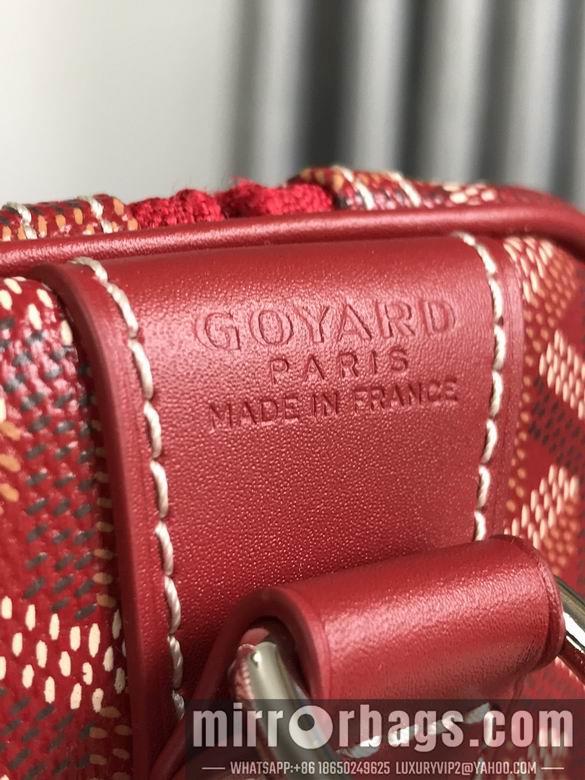 GOYARD
PARIS
MADE IN FRANCE
mirrorbags.com
WHATSAPP:+86 18650249625 LUXURYVIP2@YAHOO.COM